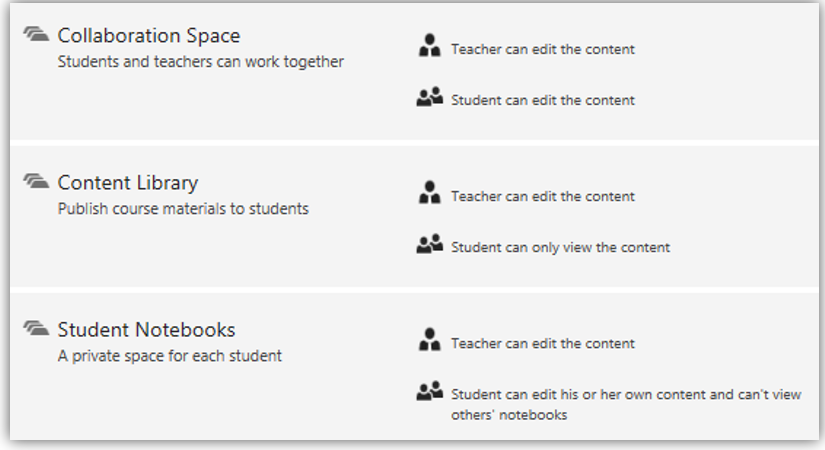 Collaboration Space
Students and teachers can work together
Teacher can edit the content
Student can edit the content
Content Library
Publish course materials to students
Teacher can edit the content
Student can only view the content
Student Notebooks
A private space for each student
Teacher can edit the content
Student can edit his or her own content and can't view
others' notebooks